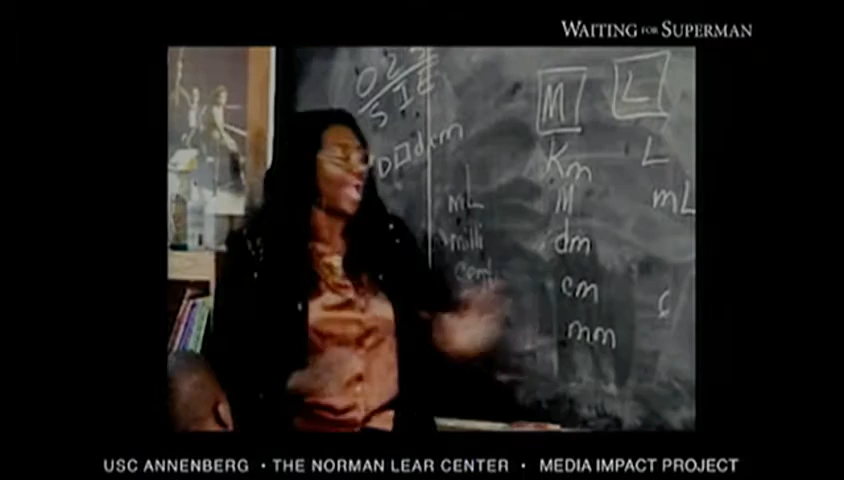 WAITING FOR SUPERMAN
M L
Km L
mL M mL
milli dm
cent cm
mm
USC ANNENBERG • THE NORMAN LEAR CENTER • MEDIA IMPACT PROJECT